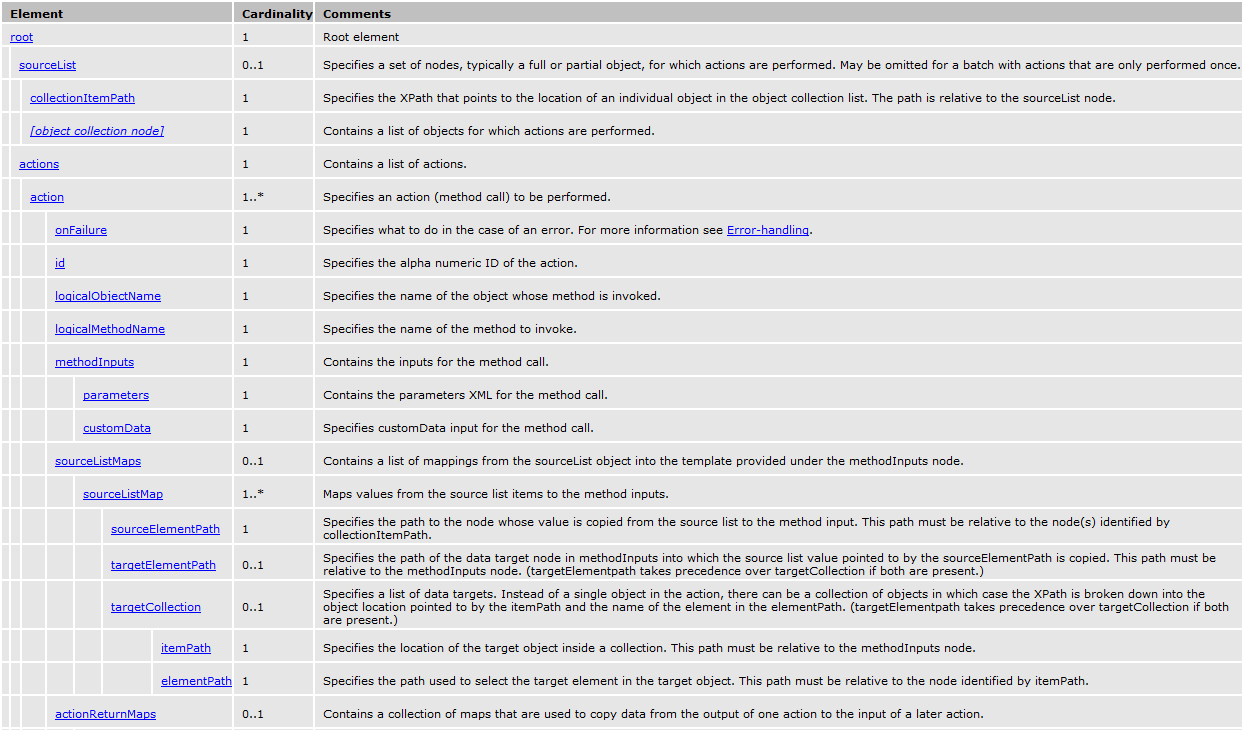 Element Cardinality Comments
root 1 Root element
sourceList 0..1 Specifies a set of nodes, typically a full or partial object, for which actions are performed. May be omitted for a batch with actions that are only performed once.
collectionItemPath 1 Specifies the XPath that points to the location of an individual object in the object collection list. The path is relative to the sourceList node.
[object collection node] 1 Contains a list of objects for which actions are performed.
actions 1 Contains a list of actions.
action 1..* Specifies an action (method call) to be performed.
onFailure 1 Specifies what to do in the case of an error. For more information see Error-handling.
id 1 Specifies the alpha numeric ID of the action.
logicalObjectName 1 Specifies the name of the object whose method is invoked.
logicalMethodName 1 Specifies the name of the method to invoke.
methodInputs 1 Contains the inputs for the method call.
parameters 1 Contains the parameters XML for the method call.
customData 1 Specifies customData input for the method call.
sourceListMaps 0..1 Contains a list of mappings from the sourceList object into the template provided under the methodInputs node.
sourceListMap 1..* Maps values from the source list items to the method inputs.
sourceElementPath 1 Specifies the path to the node whose value is copied from the source list to the method input. This path must be relative to the node(s) identified by
collectionItemPath.
targetElementPath 0..1 Specifies the path of the data target node in methodInputs into which the source list value pointed to by the sourceElementPath is copied. This path must be
relative to the methodInputs node. (targetElementpath takes precedence over targetCollection if both are present.)
targetCollection 0..1 Specifies a list of data targets. Instead of a single object in the action, there can be a collection of objects in which case the XPath is broken down into the
object location pointed to by the itemPath and the name of the element in the elementPath. (targetElementpath takes precedence over targetCollection if both
are present.)
itemPath 1 Specifies the location of the target object inside a collection. This path must be relative to the methodInputs node.
elementPath 1 Specifies the path used to select the target element in the target object. This path must be relative to the node identified by itemPath.
actionReturnMaps 0..1 Contains a collection of maps that are used to copy data from the output of one action to the input of a later action.